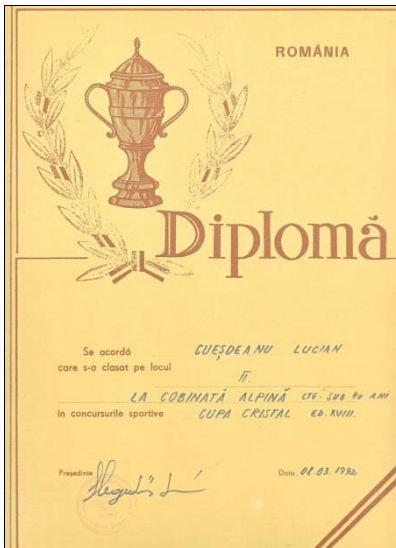 ROMÂNIA
Diplomă
Se acordă GUEȘDEANU LUCIAN
care s-a clasat pe locul II.
LA COBINATĂ ALPINĂ CTG. SUB 40 ANI
în concursurile sportive CUPA CRISTAL ED. XVIII.
Președinte
Data. 08.03.1992